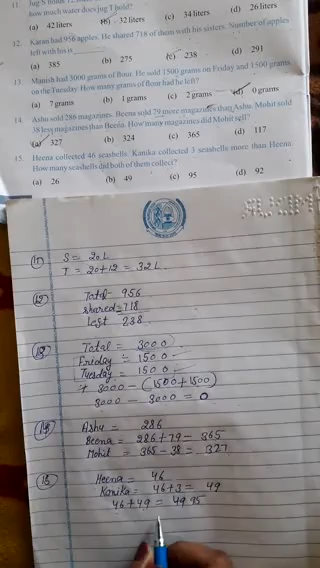 11. Jug S
how much water does jug T hold?
(a) 42 liters (b) 32 liters (c) 34 liters (d) 26 liters
12. Karan had 956 apples. He shared 718 of them with his sisters. Number of apples
left with his is
(a) 385 (b) 275 (c) 238 (d) 291
13. Manish had 3000 grams of flour. He sold 1500 grams on Friday and 1500 grams
on the Tuesday. How many grams of flour had he left?
(a) 7 grams (b) 1 grams (c) 2 grams (d) 0 grams
14. Ashu sold 286 magazines. Beena sold 79 more magazines than Ashu. Mohit sold
38 less magazines than Beena. How many magazines did Mohit sell?
(a) 327 (b) 324 (c) 365 (d) 117
15. Heena collected 46 seashells. Kanika collected 3 seashells more than Heena.
How many seashells did both of them collect?
(a) 26 (b) 49 (c) 95 (d) 92
11 S = 20L
T = 20+12 = 32L
12 Total = 956
shared = 718
Left 238
13 Total = 3000
Friday = 1500
Tuesday = 1500
3000 - (1500+1500)
3000 - 3000 = 0
14 Ashu = 286
Beena = 286+79 = 365
Mohit = 365-38 = 327
15 Heena = 46
Kanika = 46+3 = 49
46+49 = 95